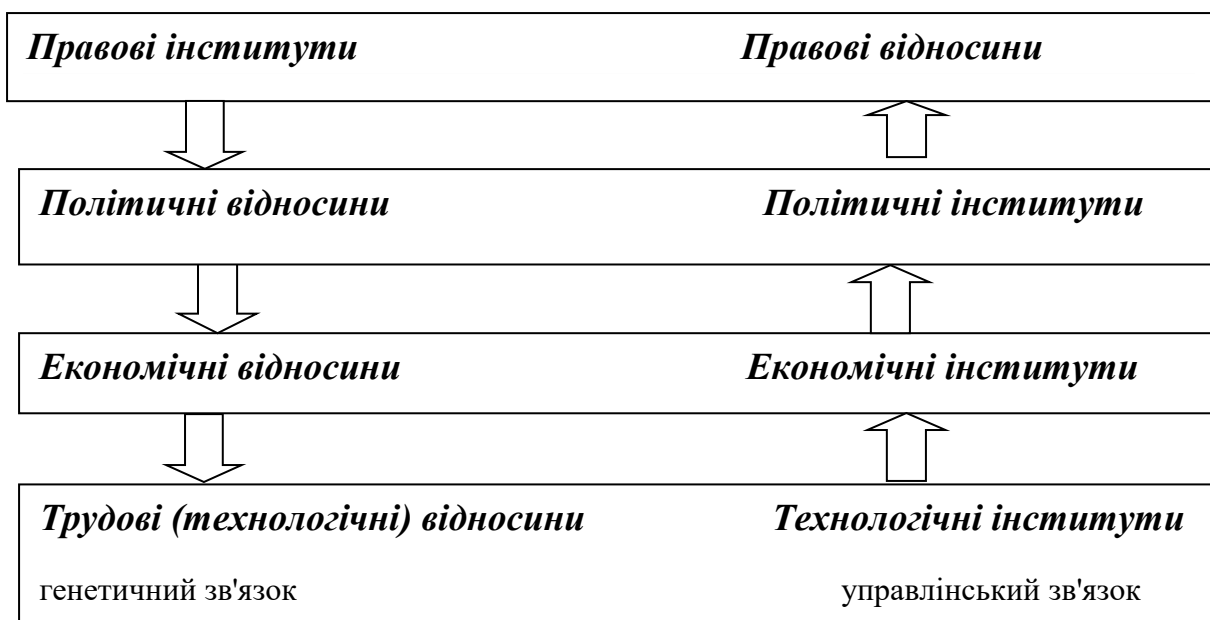 Правові інститути Правові відносини
Політичні відносини Політичні інститути
Економічні відносини Економічні інститути
Трудові (технологічні) відносини Технологічні інститути
генетичний зв'язок управлінський зв'язок